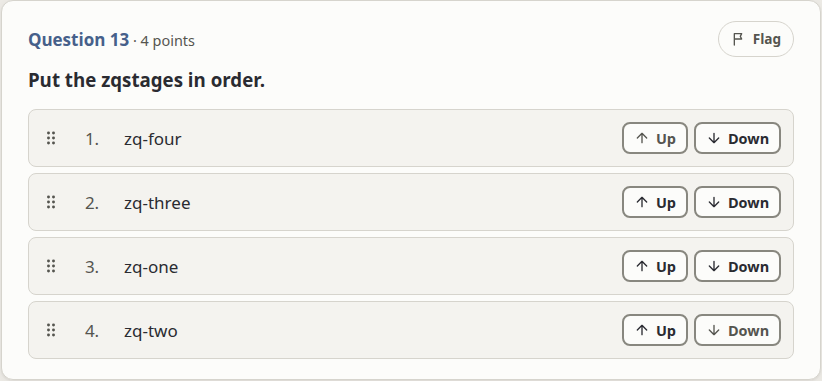 Question 13 · 4 points
Flag
Put the zqstages in order.
1. zq-four Up Down
2. zq-three Up Down
3. zq-one Up Down
4. zq-two Up Down